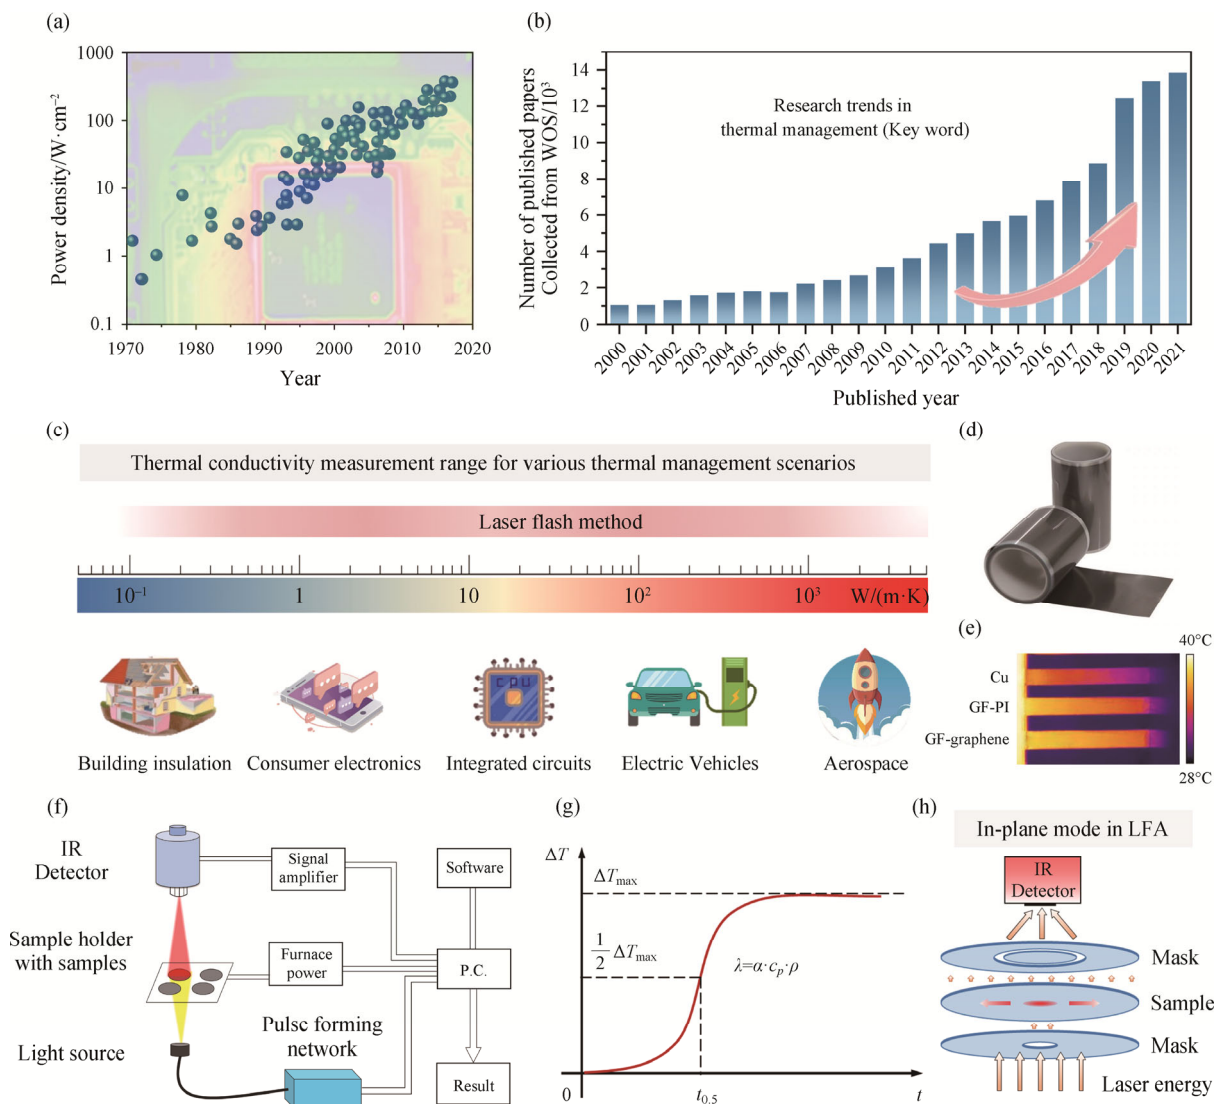 (a)
1000
100
10
1
0.1
Power density/W·cm⁻²
1970
1980
1990
2000
2010
2020
Year
(b)
14
12
10
8
6
4
2
0
Number of published papers
Collected from WOS/10³
Research trends in
thermal management (Key word)
2000
2001
2002
2003
2004
2005
2006
2007
2008
2009
2010
2011
2012
2013
2014
2015
2016
2017
2018
2019
2020
2021
Published year
(c)
Thermal conductivity measurement range for various thermal management scenarios
Laser flash method
10⁻¹
1
10
10²
10³
W/(m·K)
CPU
Building insulation
Consumer electronics
Integrated circuits
Electric Vehicles
Aerospace
(d)
(e)
40°C
Cu
GF-PI
GF-graphene
28°C
(f)
IR
Detector
Signal
amplifier
Software
Sample holder
with samples
Furnace
power
P.C.
Light source
Pulsc forming
network
Result
(g)
ΔT
ΔTmax
1/2 ΔTmax
λ=α·cp·ρ
0
t0.5
t
(h)
In-plane mode in LFA
IR
Detector
Mask
Sample
Mask
Laser energy